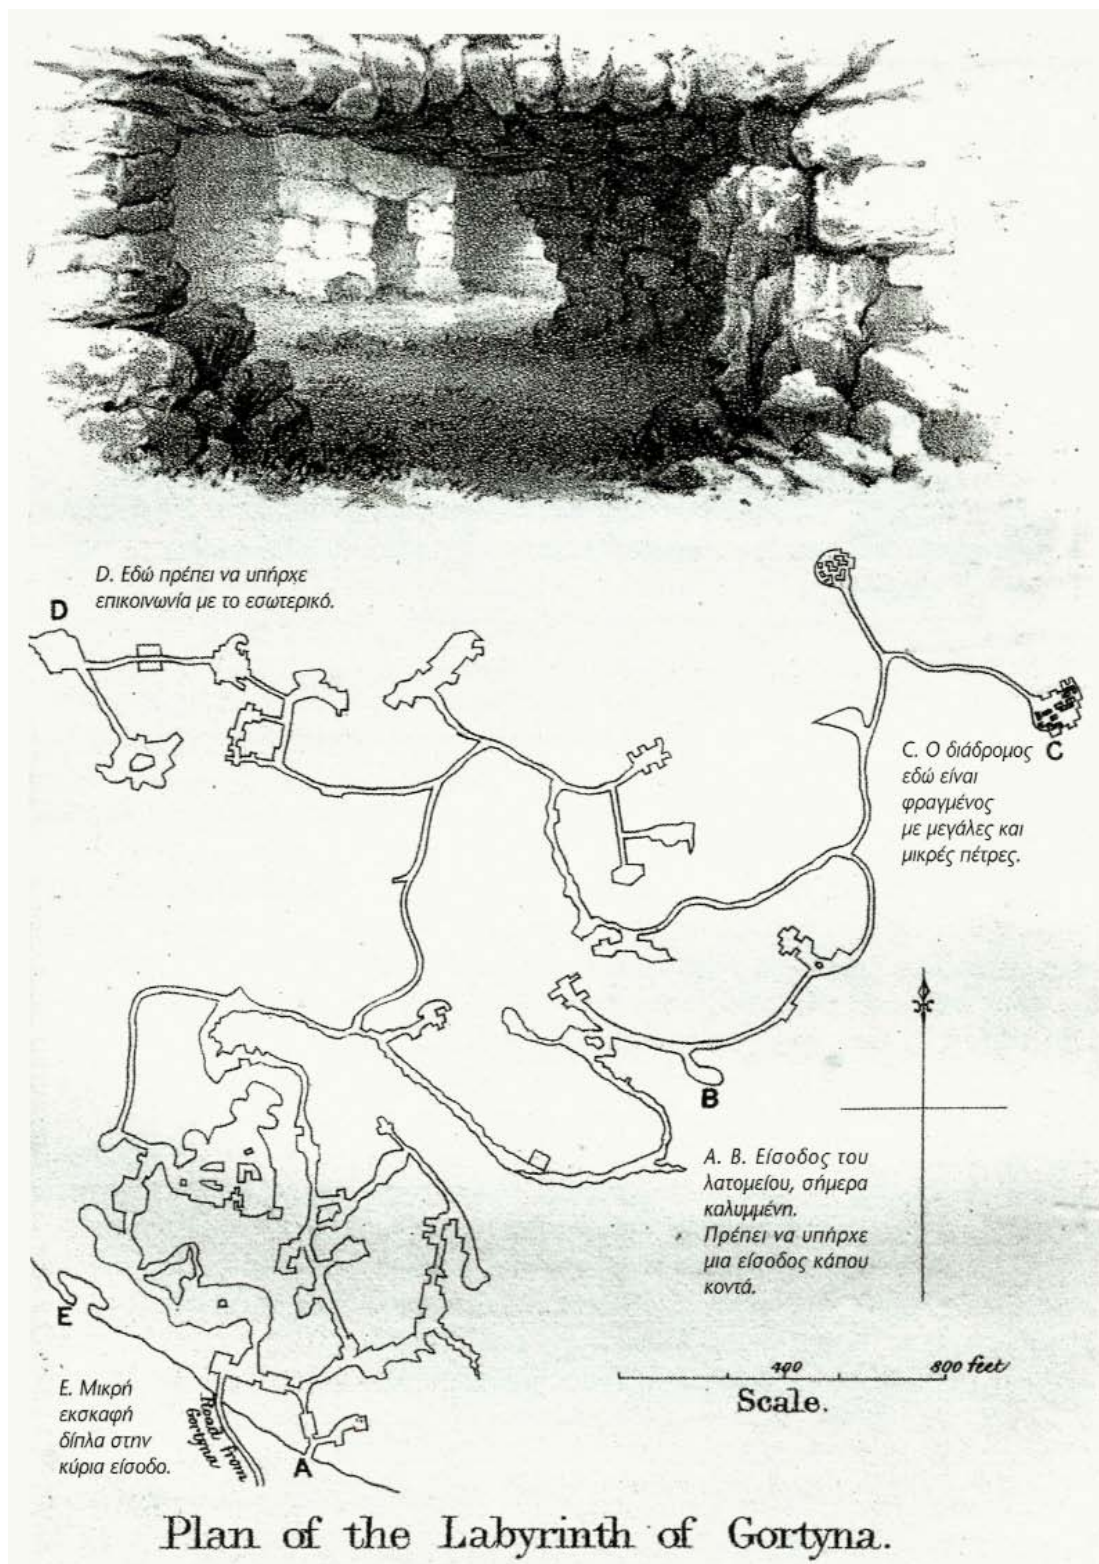 D. Εδώ πρέπει να υπήρχε
επικοινωνία με το εσωτερικό.
D
C
C. Ο διάδρομος
εδώ είναι
φραγμένος
με μεγάλες και
μικρές πέτρες.
B
A. B. Είσοδος του
λατομείου, σήμερα
καλυμμένη.
Πρέπει να υπήρχε
μια είσοδος κάπου
κοντά.
E
E. Μικρή
εκσκαφή
δίπλα στην
κύρια είσοδο.
Road from
Gortyna
A
400
800 feet
Scale.
Plan of the Labyrinth of Gortyna.